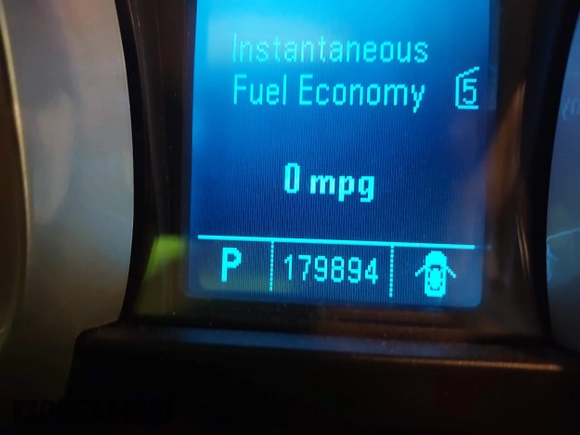 Instantaneous
Fuel Economy 5
0 mpg
P 179894